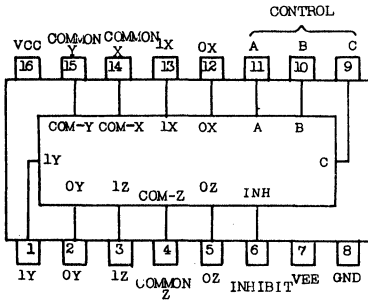 CONTROL
VCC COMMON Y COMMON X 1X 0X A B C
16 15 14 13 12 11 10 9
COM-Y COM-X 1X 0X A B
1Y C
0Y 1Z COM-Z 0Z INH
1 2 3 4 5 6 7 8
1Y 0Y 1Z COMMON Z 0Z INHIBIT VEE GND